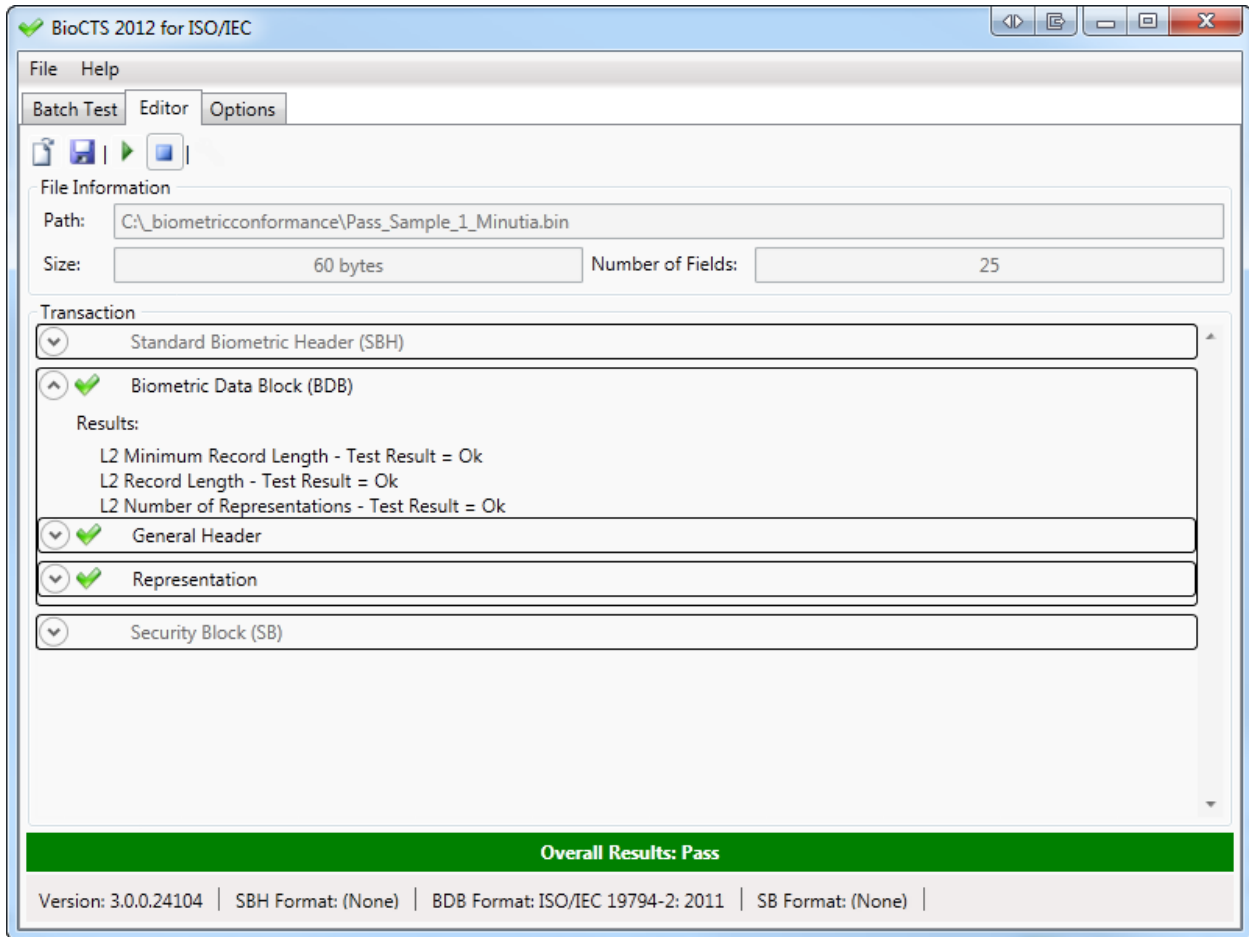 BioCTS 2012 for ISO/IEC
File Help
Batch Test Editor Options
File Information
Path: C:\_biometricconformance\Pass_Sample_1_Minutia.bin
Size: 60 bytes Number of Fields: 25
Transaction
Standard Biometric Header (SBH)
Biometric Data Block (BDB)
Results:
L2 Minimum Record Length - Test Result = Ok
L2 Record Length - Test Result = Ok
L2 Number of Representations - Test Result = Ok
General Header
Representation
Security Block (SB)
Overall Results: Pass
Version: 3.0.0.24104 | SBH Format: (None) | BDB Format: ISO/IEC 19794-2: 2011 | SB Format: (None) |